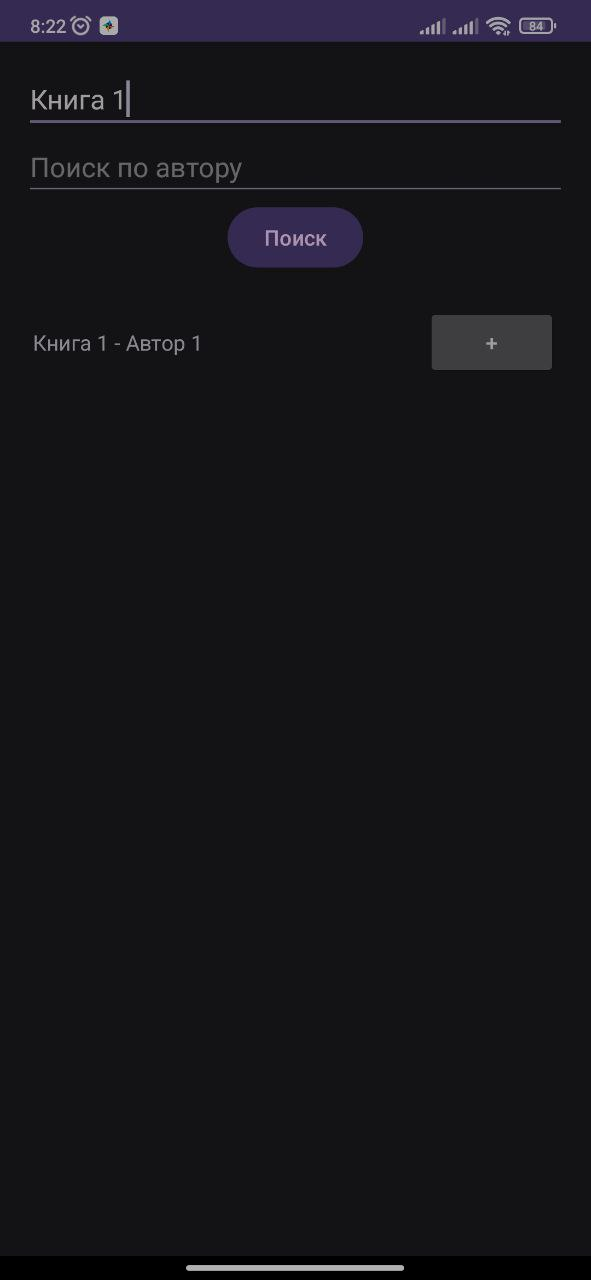 8:22 84
Книга 1
Поиск по автору
Поиск
Книга 1 - Автор 1 +